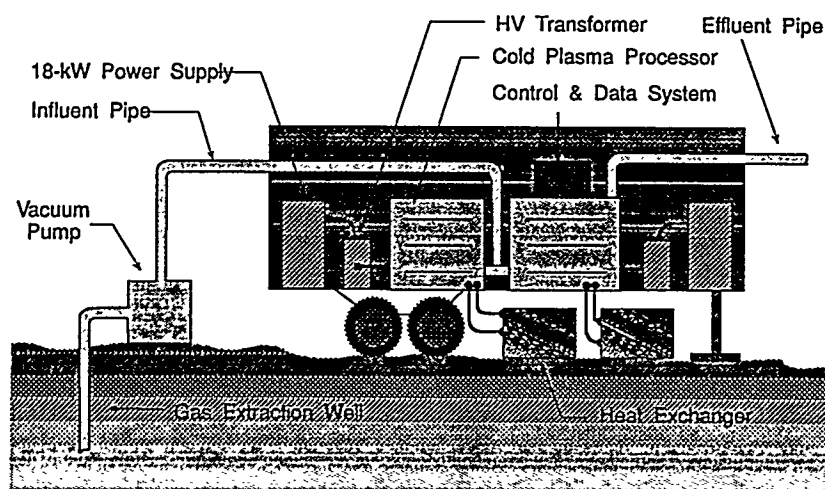 HV Transformer
Effluent Pipe
Cold Plasma Processor
18-kW Power Supply
Control & Data System
Influent Pipe
Vacuum
Pump
Gas Extraction Well
Heat Exchanger